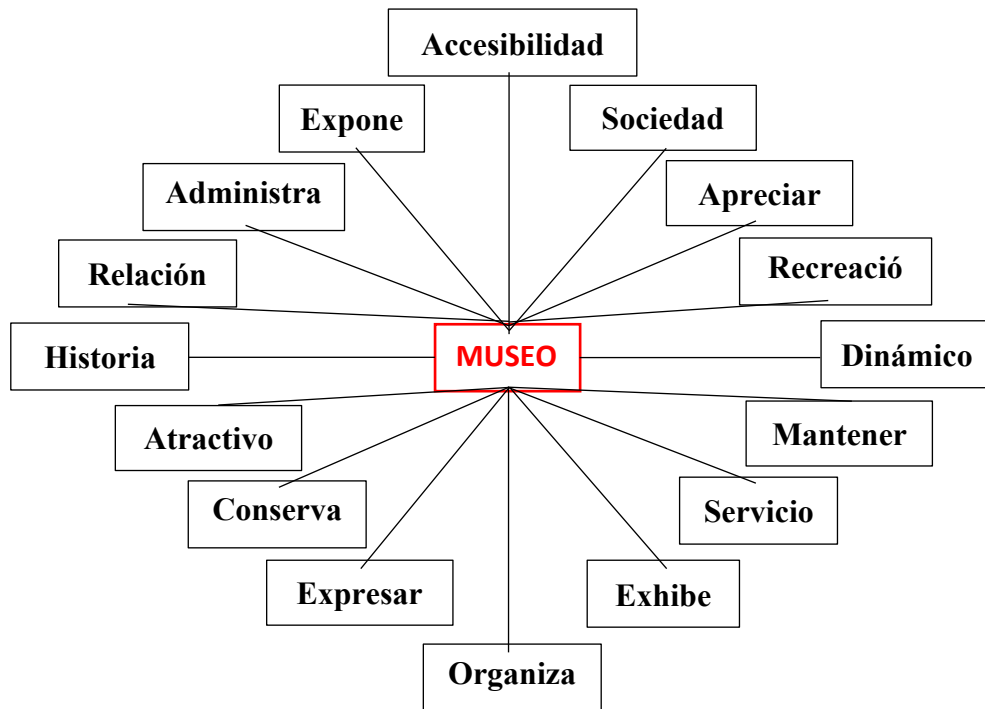 Accesibilidad
Expone
Sociedad
Administra
Apreciar
Relación
Recreació
Historia
MUSEO
Dinámico
Atractivo
Mantener
Conserva
Servicio
Expresar
Exhibe
Organiza